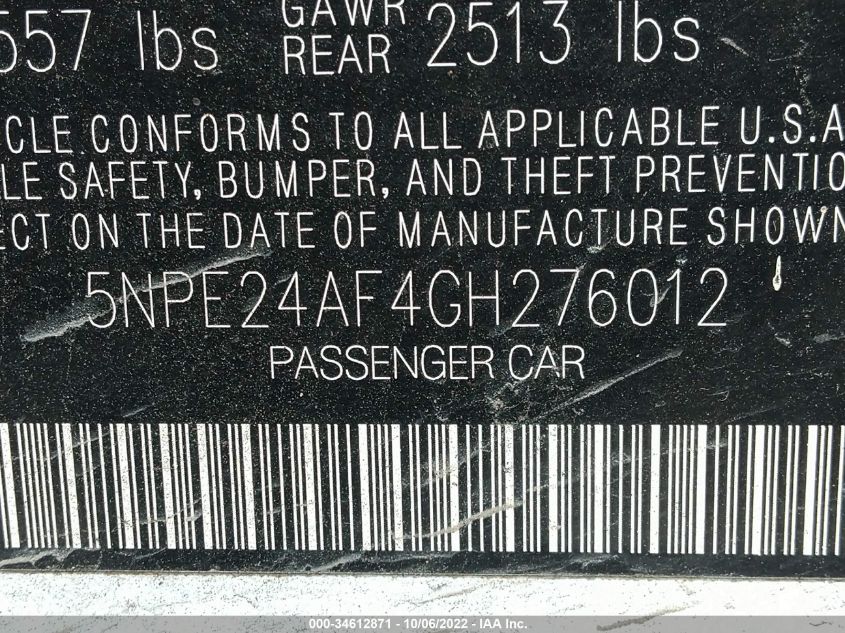 557 lbs GAWR REAR 2513 lbs
CLE CONFORMS TO ALL APPLICABLE U.S.A
LE SAFETY, BUMPER, AND THEFT PREVENTIO
ECT ON THE DATE OF MANUFACTURE SHOWN
5NPE24AF4GH276012
PASSENGER CAR
000-34612871 - 10/06/2022 - IAA Inc.